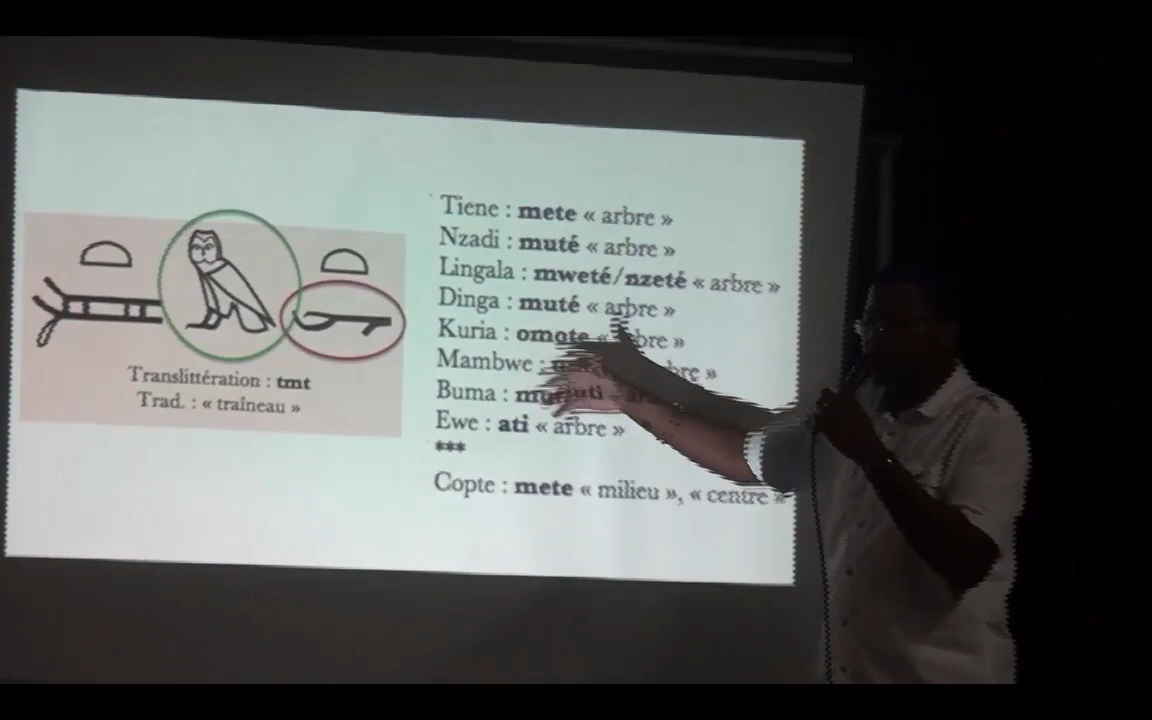 Translittération : tmt
Trad. : « traîneau »
Tiene : mete « arbre »
Nzadi : muté « arbre »
Lingala : mweté/nzeté « arbre »
Dinga : muté « arbre »
Kuria : omote « arbre »
Mambwe :
Buma :
Ewe : ati « arbre »
***
Copte : mete « milieu », « centre »